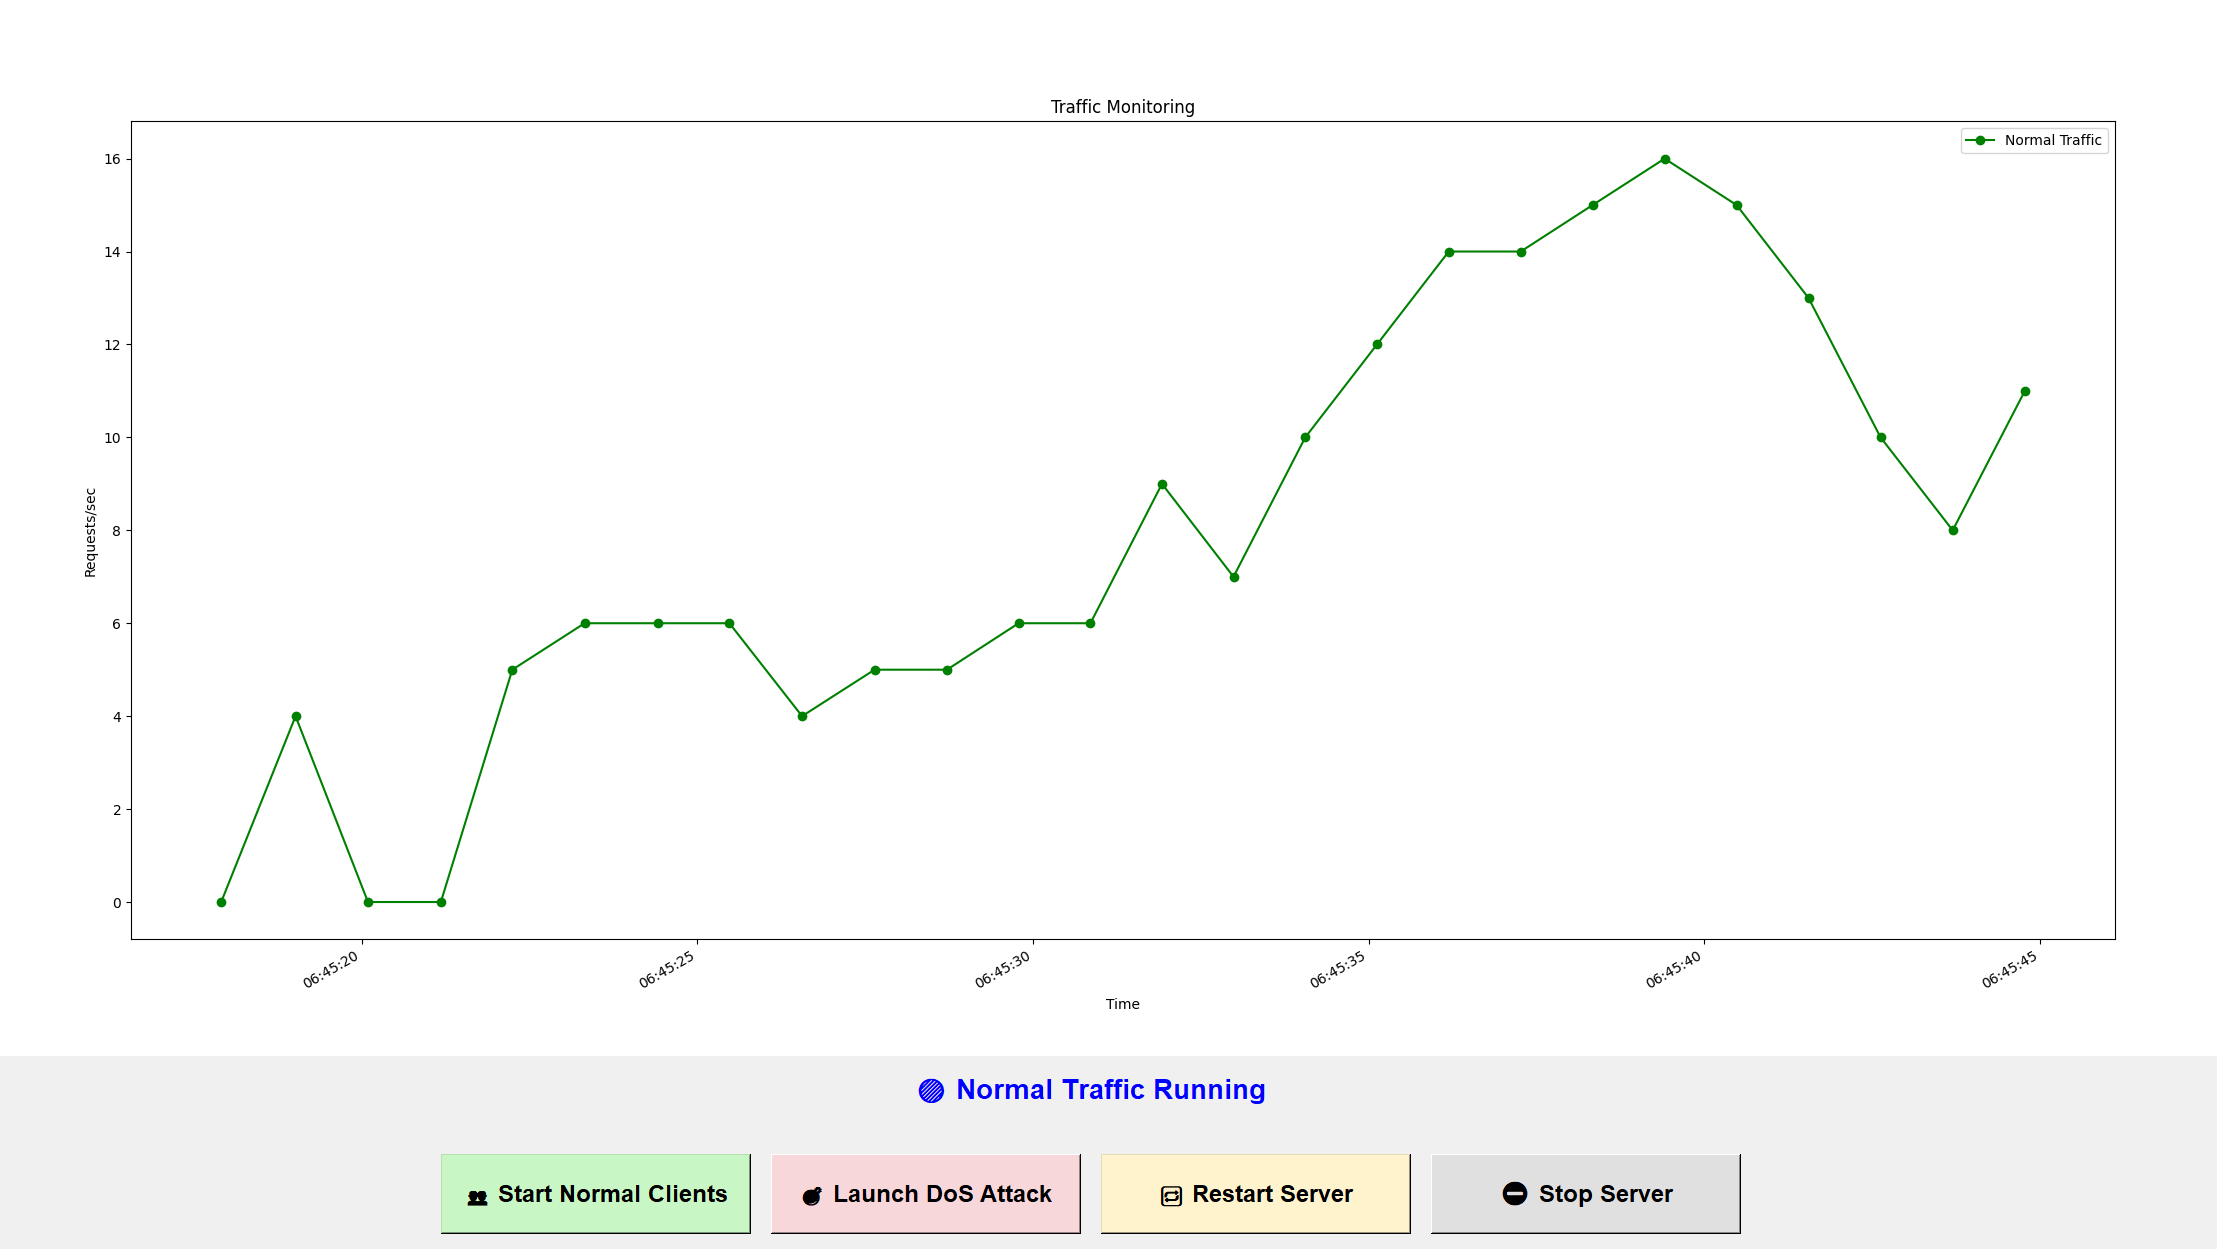 Traffic Monitoring
Normal Traffic
16
14
12
10
8
6
4
2
0
Requests/sec
06:45:20
06:45:25
06:45:30
06:45:35
06:45:40
06:45:45
Time
Normal Traffic Running
Start Normal Clients
Launch DoS Attack
Restart Server
Stop Server